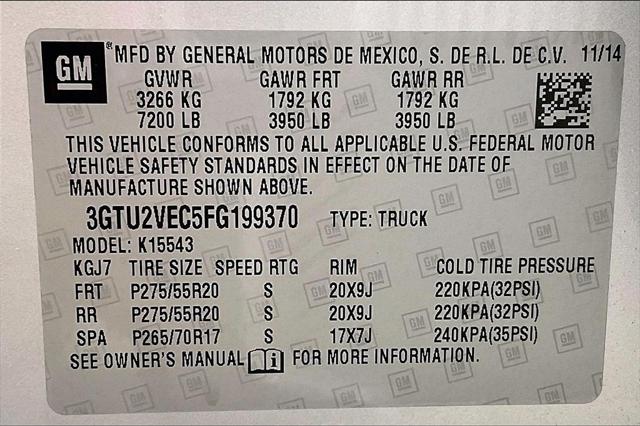 GM ® MFD BY GENERAL MOTORS DE MEXICO, S. DE R.L. DE C.V. 11/14
GVWR GAWR FRT GAWR RR
3266 KG 1792 KG 1792 KG
7200 LB 3950 LB 3950 LB
THIS VEHICLE CONFORMS TO ALL APPLICABLE U.S. FEDERAL MOTOR
VEHICLE SAFETY STANDARDS IN EFFECT ON THE DATE OF
MANUFACTURE SHOWN ABOVE.
3GTU2VEC5FG199370 TYPE: TRUCK
MODEL: K15543
KGJ7 TIRE SIZE SPEED RTG RIM COLD TIRE PRESSURE
FRT P275/55R20 S 20X9J 220KPA(32PSI)
RR P275/55R20 S 20X9J 220KPA(32PSI)
SPA P265/70R17 S 17X7J 240KPA(35PSI)
SEE OWNER'S MANUAL i FOR MORE INFORMATION.